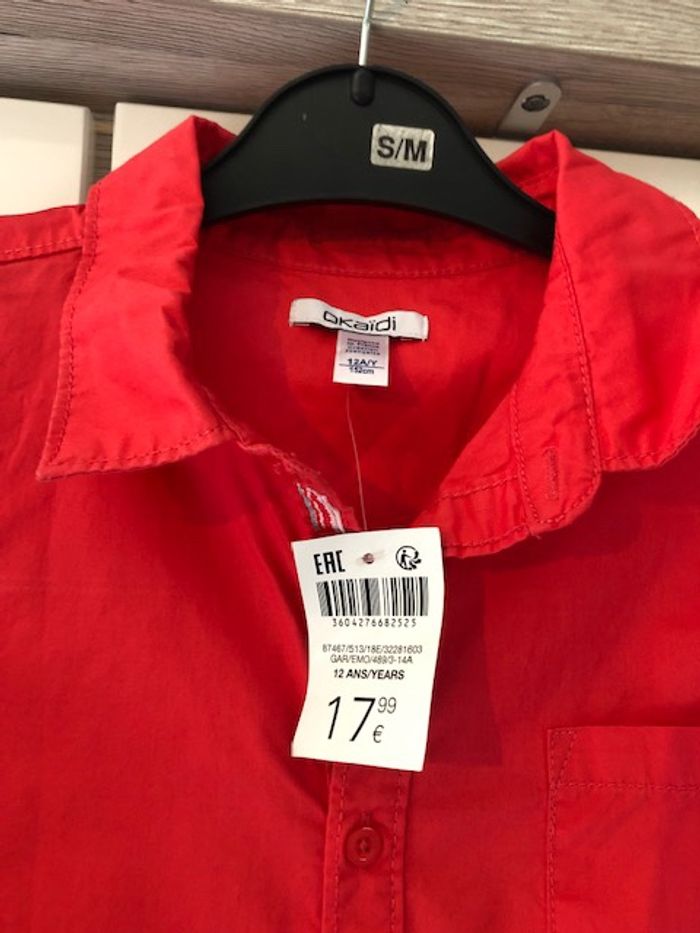 S/M
okaïdi
12A/Y
152cm
EAC
3604276682525
87467/513/18E/32281603
GAR/EMO/489/3-14A
12 ANS/YEARS
17 99 €